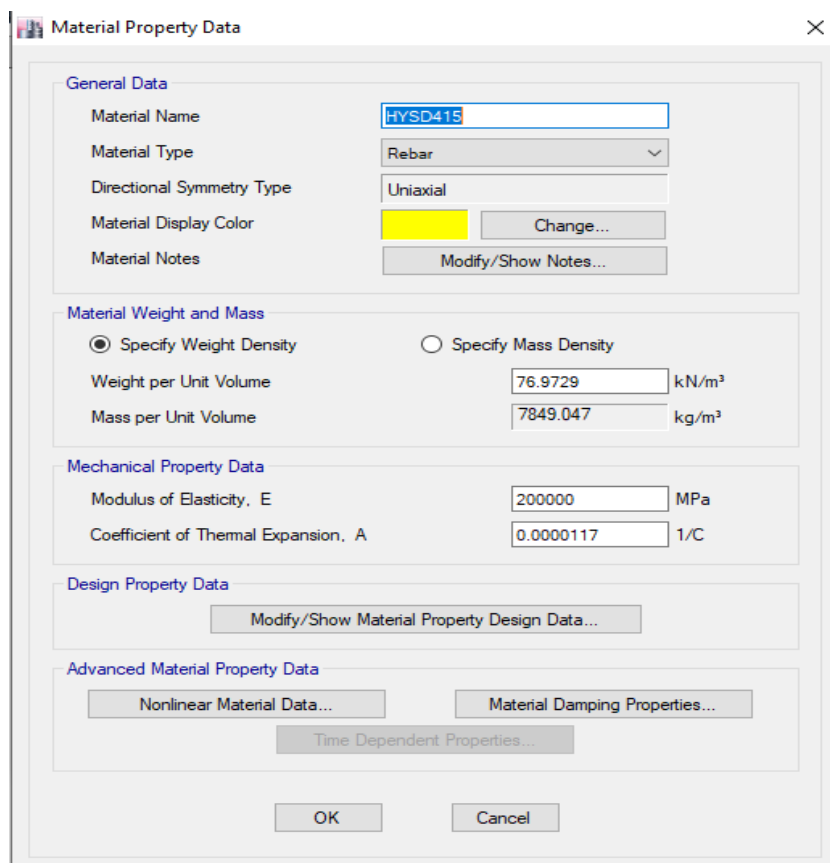 Material Property Data
General Data
Material Name HYSD415
Material Type Rebar
Directional Symmetry Type Uniaxial
Material Display Color Change...
Material Notes Modify/Show Notes...
Material Weight and Mass
Specify Weight Density Specify Mass Density
Weight per Unit Volume 76.9729 kN/m³
Mass per Unit Volume 7849.047 kg/m³
Mechanical Property Data
Modulus of Elasticity, E 200000 MPa
Coefficient of Thermal Expansion, A 0.0000117 1/C
Design Property Data
Modify/Show Material Property Design Data...
Advanced Material Property Data
Nonlinear Material Data... Material Damping Properties...
Time Dependent Properties...
OK Cancel